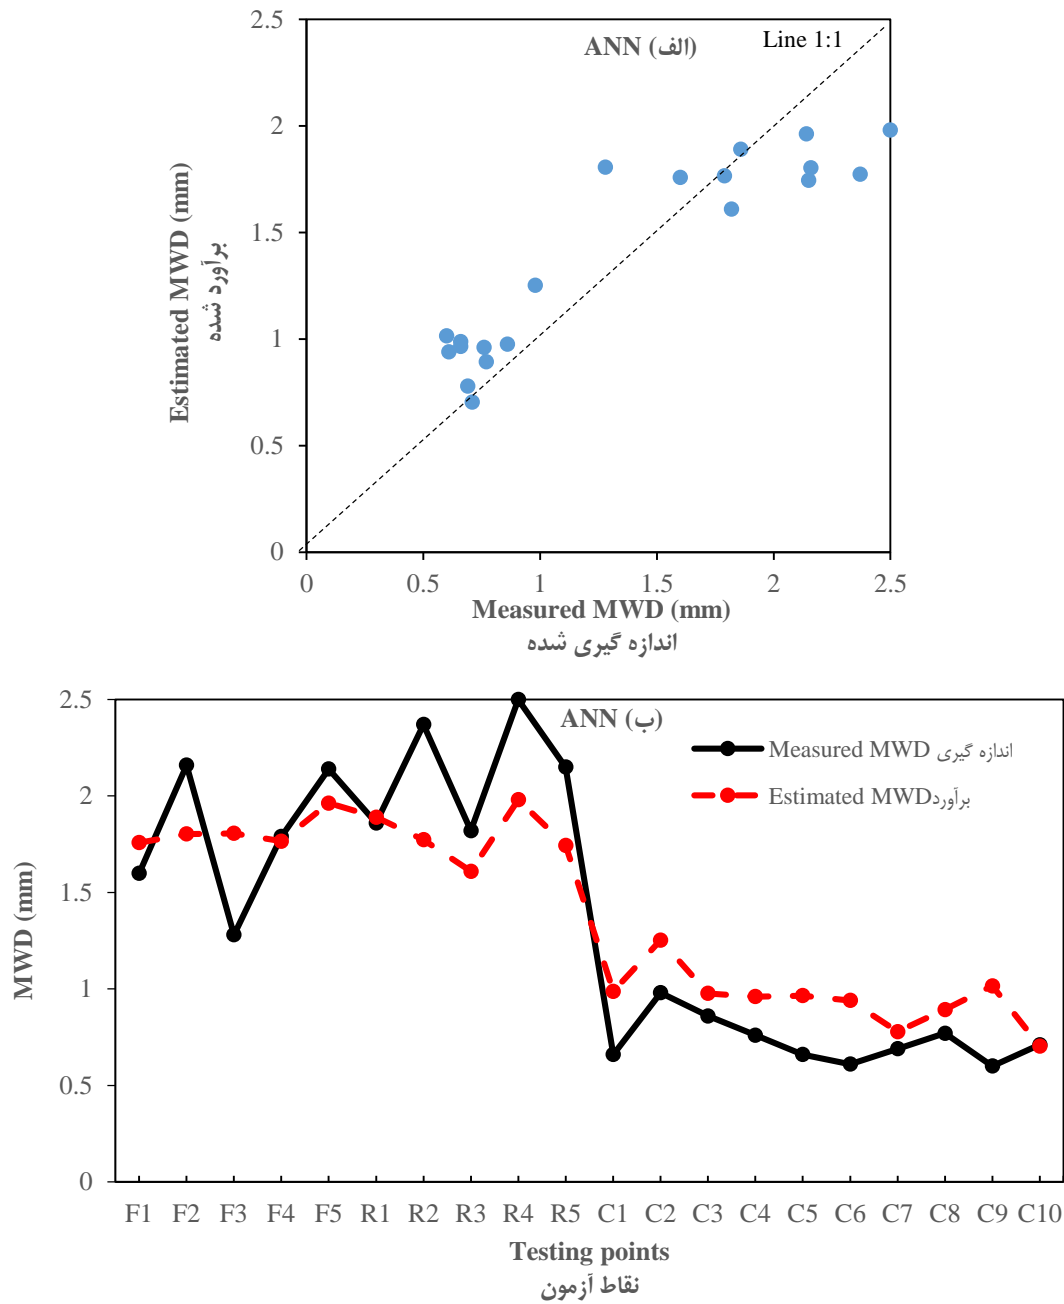 2.5
ANN (الف)
Line 1:1
2
1.5
1
0.5
0
Estimated MWD (mm)
برآورد شده
0 0.5 1 1.5 2 2.5
Measured MWD (mm)
اندازه گیری شده
2.5
ANN (ب)
Measured MWD اندازه گیری
Estimated MWDبرآورد
2
1.5
1
0.5
0
MWD (mm)
F1 F2 F3 F4 F5 R1 R2 R3 R4 R5 C1 C2 C3 C4 C5 C6 C7 C8 C9 C10
Testing points
نقاط آزمون